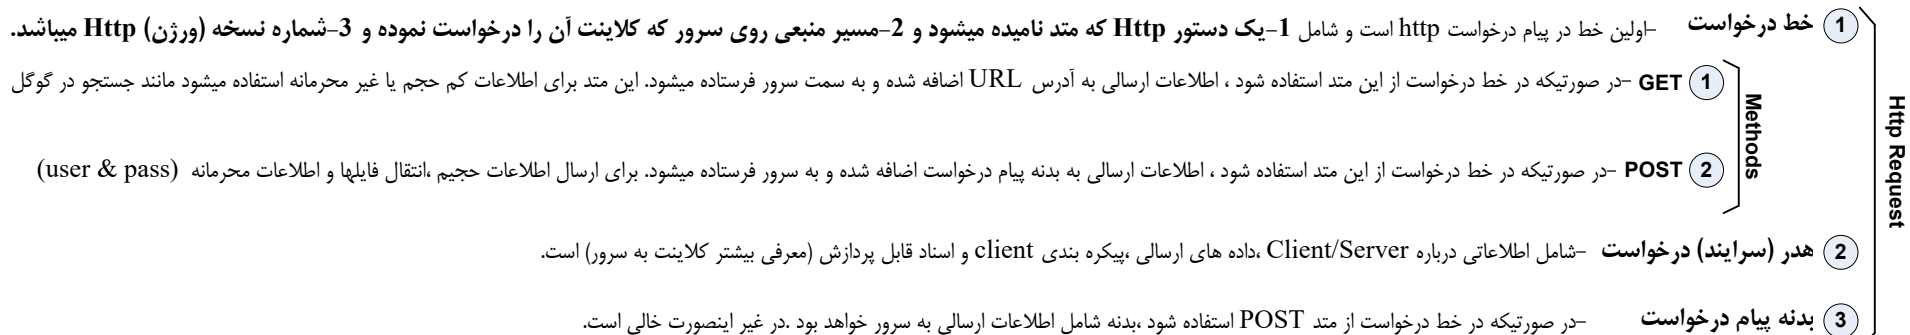 Http Request
1 خط درخواست -اولین خط در پیام درخواست http است و شامل 1-یک دستور Http که متد نامیده میشود و 2-مسیر منبعی روی سرور که کلاینت آن را درخواست نموده و 3-شماره نسخه (ورژن) Http میباشد.
Methods
1 GET -در صورتیکه در خط درخواست از این متد استفاده شود ، اطلاعات ارسالی به آدرس URL اضافه شده و به سمت سرور فرستاده میشود. این متد برای اطلاعات کم حجم یا غیر محرمانه استفاده میشود مانند جستجو در گوگل
2 POST -در صورتیکه در خط درخواست از این متد استفاده شود ، اطلاعات ارسالی به بدنه پیام درخواست اضافه شده و به سرور فرستاده میشود. برای ارسال اطلاعات حجیم ،انتقال فایلها و اطلاعات محرمانه (user & pass)
2 هدر (سرایند) درخواست -شامل اطلاعاتی درباره Client/Server ،داده های ارسالی ،پیکره بندی client و اسناد قابل پردازش (معرفی بیشتر کلاینت به سرور) است.
3 بدنه پیام درخواست -در صورتیکه در خط درخواست از متد POST استفاده شود ،بدنه شامل اطلاعات ارسالی به سرور خواهد بود .در غیر اینصورت خالی است.